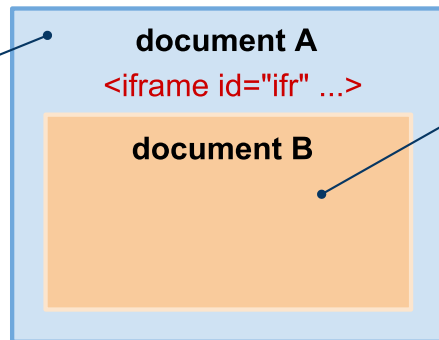 document A
<iframe id="ifr" ...>
document B